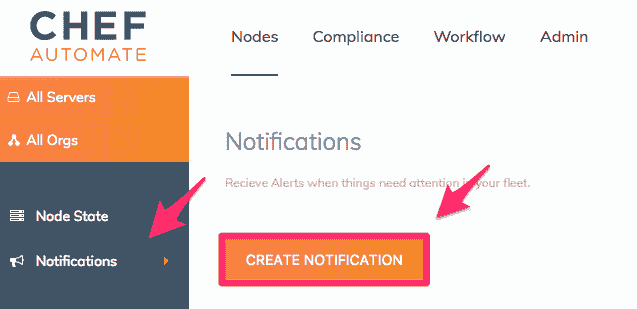 CHEF
AUTOMATE
Nodes Compliance Workflow Admin
All Servers
All Orgs
Node State
Notifications
Notifications
Recieve Alerts when things need attention in your fleet.
CREATE NOTIFICATION